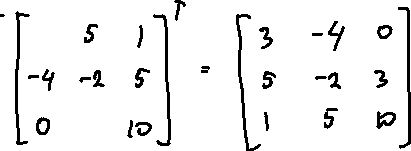 [   5 1 ]ᵀ   [ 3 -4 0 ]
[ -4 -2 5 ] = [ 5 -2 3 ]
[ 0   10 ]   [ 1 5 10 ]